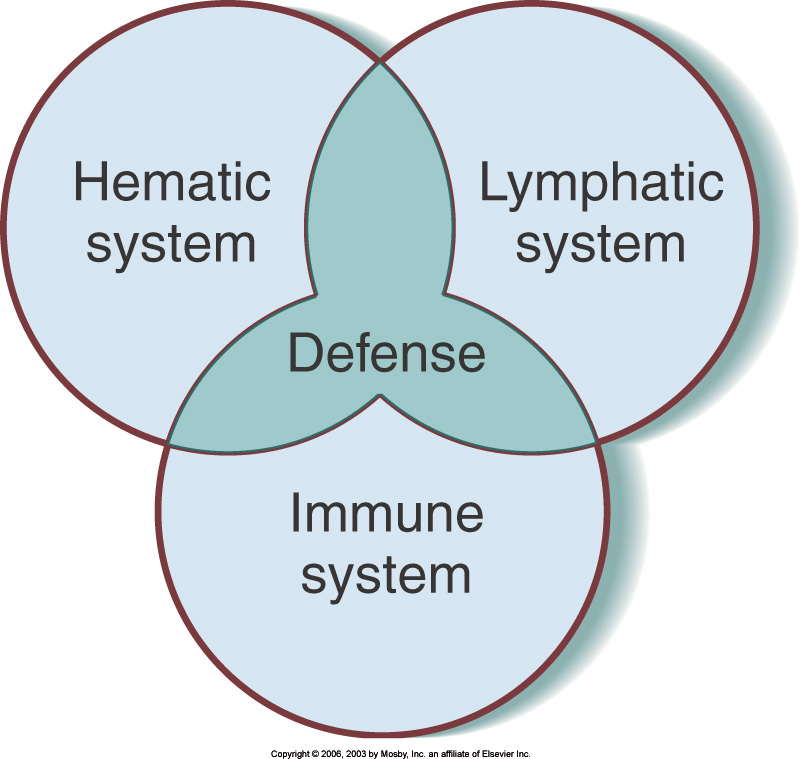 Hematic
system
Lymphatic
system
Defense
Immune
system
Copyright © 2006, 2003 by Mosby, Inc. an affiliate of Elsevier Inc.